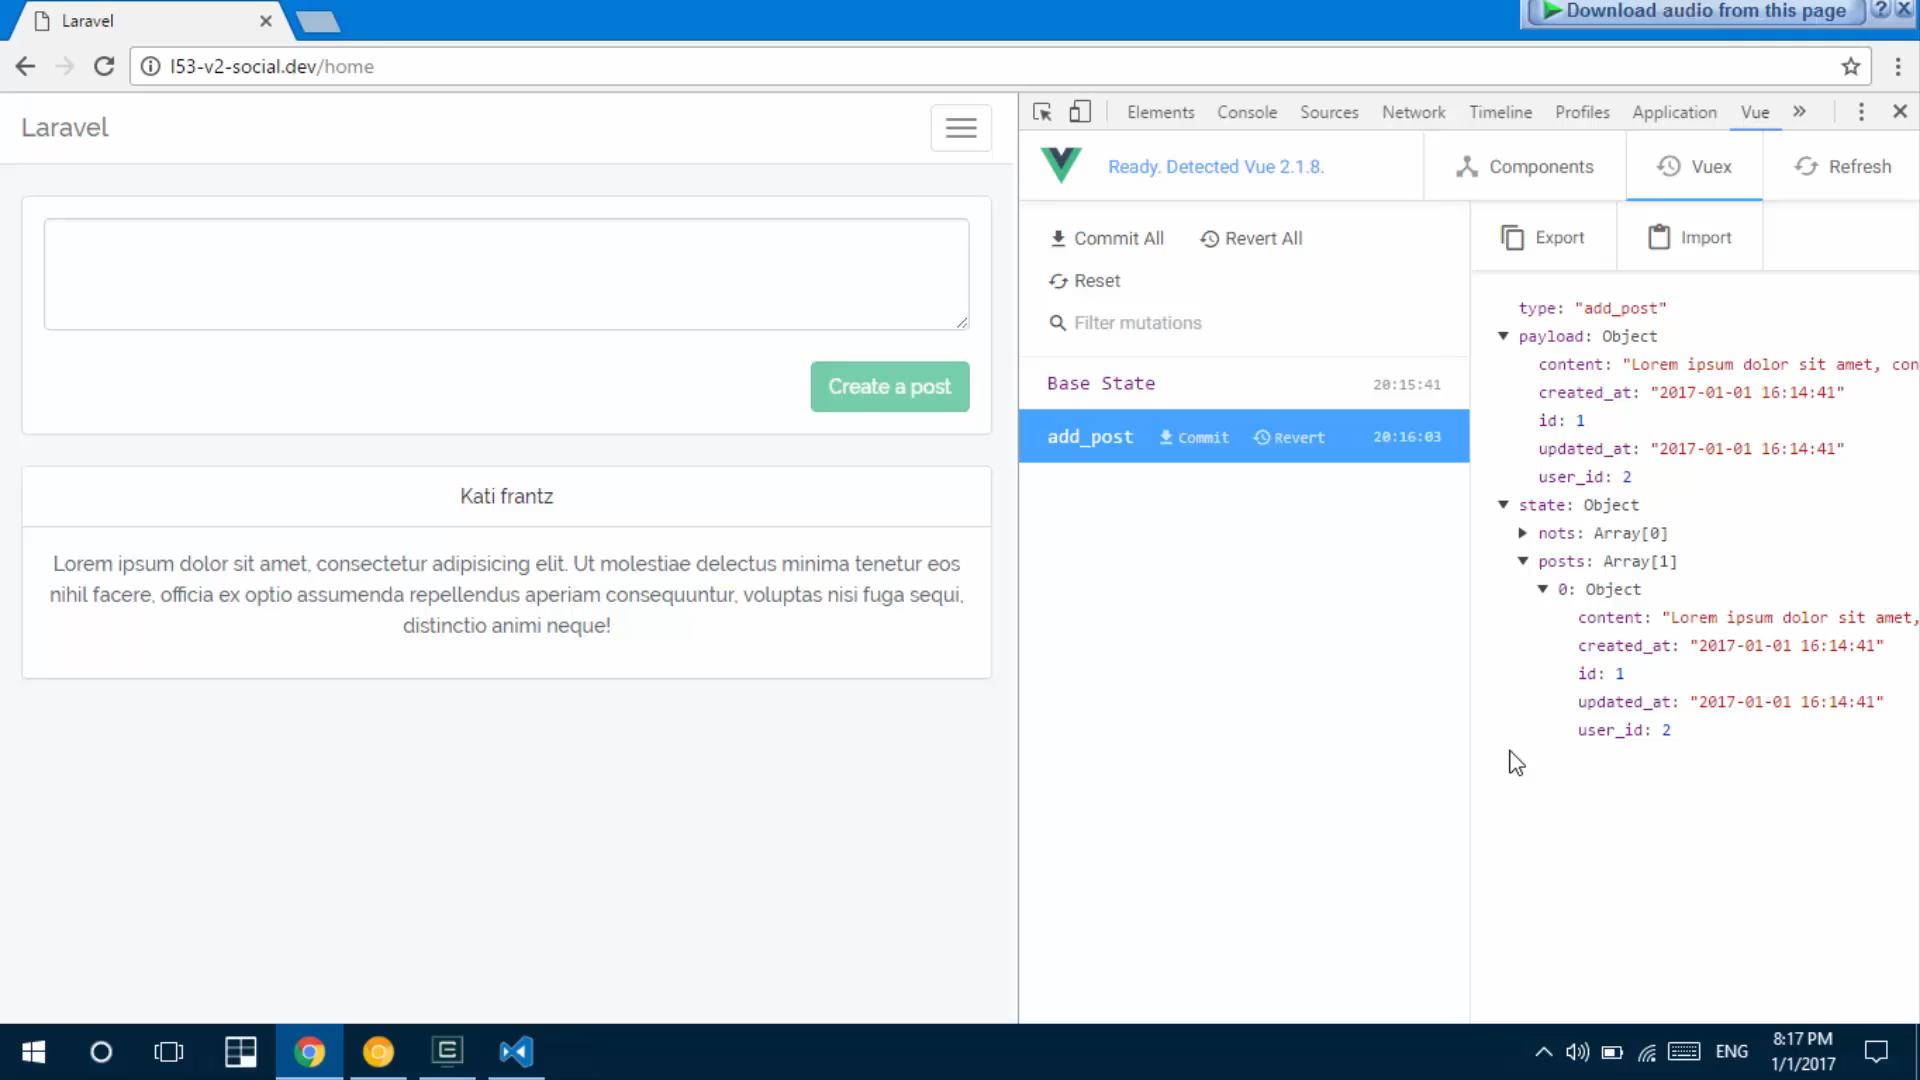 Laravel
Download audio from this page
l53-v2-social.dev/home
Laravel
Create a post
Kati frantz
Lorem ipsum dolor sit amet, consectetur adipisicing elit. Ut molestiae delectus minima tenetur eos
nihil facere, officia ex optio assumenda repellendus aperiam consequuntur, voluptas nisi fuga sequi,
distinctio animi neque!
Elements Console Sources Network Timeline Profiles Application Vue
Ready. Detected Vue 2.1.8.
Components Vuex Refresh
Commit All Revert All
Reset
Filter mutations
Base State 20:15:41
add_post Commit Revert 20:16:03
Export Import
type: "add_post"
payload: Object
content: "Lorem ipsum dolor sit amet, con
created_at: "2017-01-01 16:14:41"
id: 1
updated_at: "2017-01-01 16:14:41"
user_id: 2
state: Object
nots: Array[0]
posts: Array[1]
0: Object
content: "Lorem ipsum dolor sit amet,
created_at: "2017-01-01 16:14:41"
id: 1
updated_at: "2017-01-01 16:14:41"
user_id: 2
ENG
8:17 PM
1/1/2017